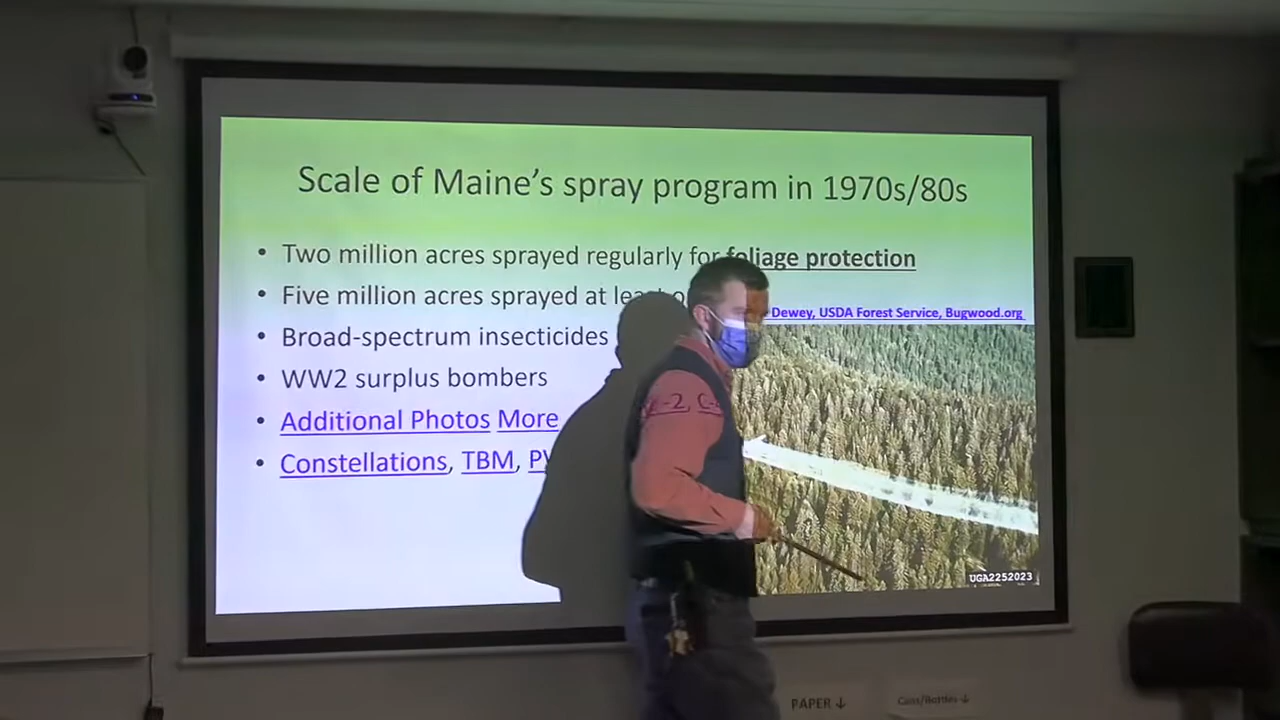 Scale of Maine's spray program in 1970s/80s
• Two million acres sprayed regularly for foliage protection
• Five million acres sprayed at least
Dewey, USDA Forest Service, Bugwood.org
• Broad-spectrum insecticides
• WW2 surplus bombers
• Additional Photos More
• Constellations, TBM,
UGA2252023
PAPER ↓
Cans/Bottles ↓